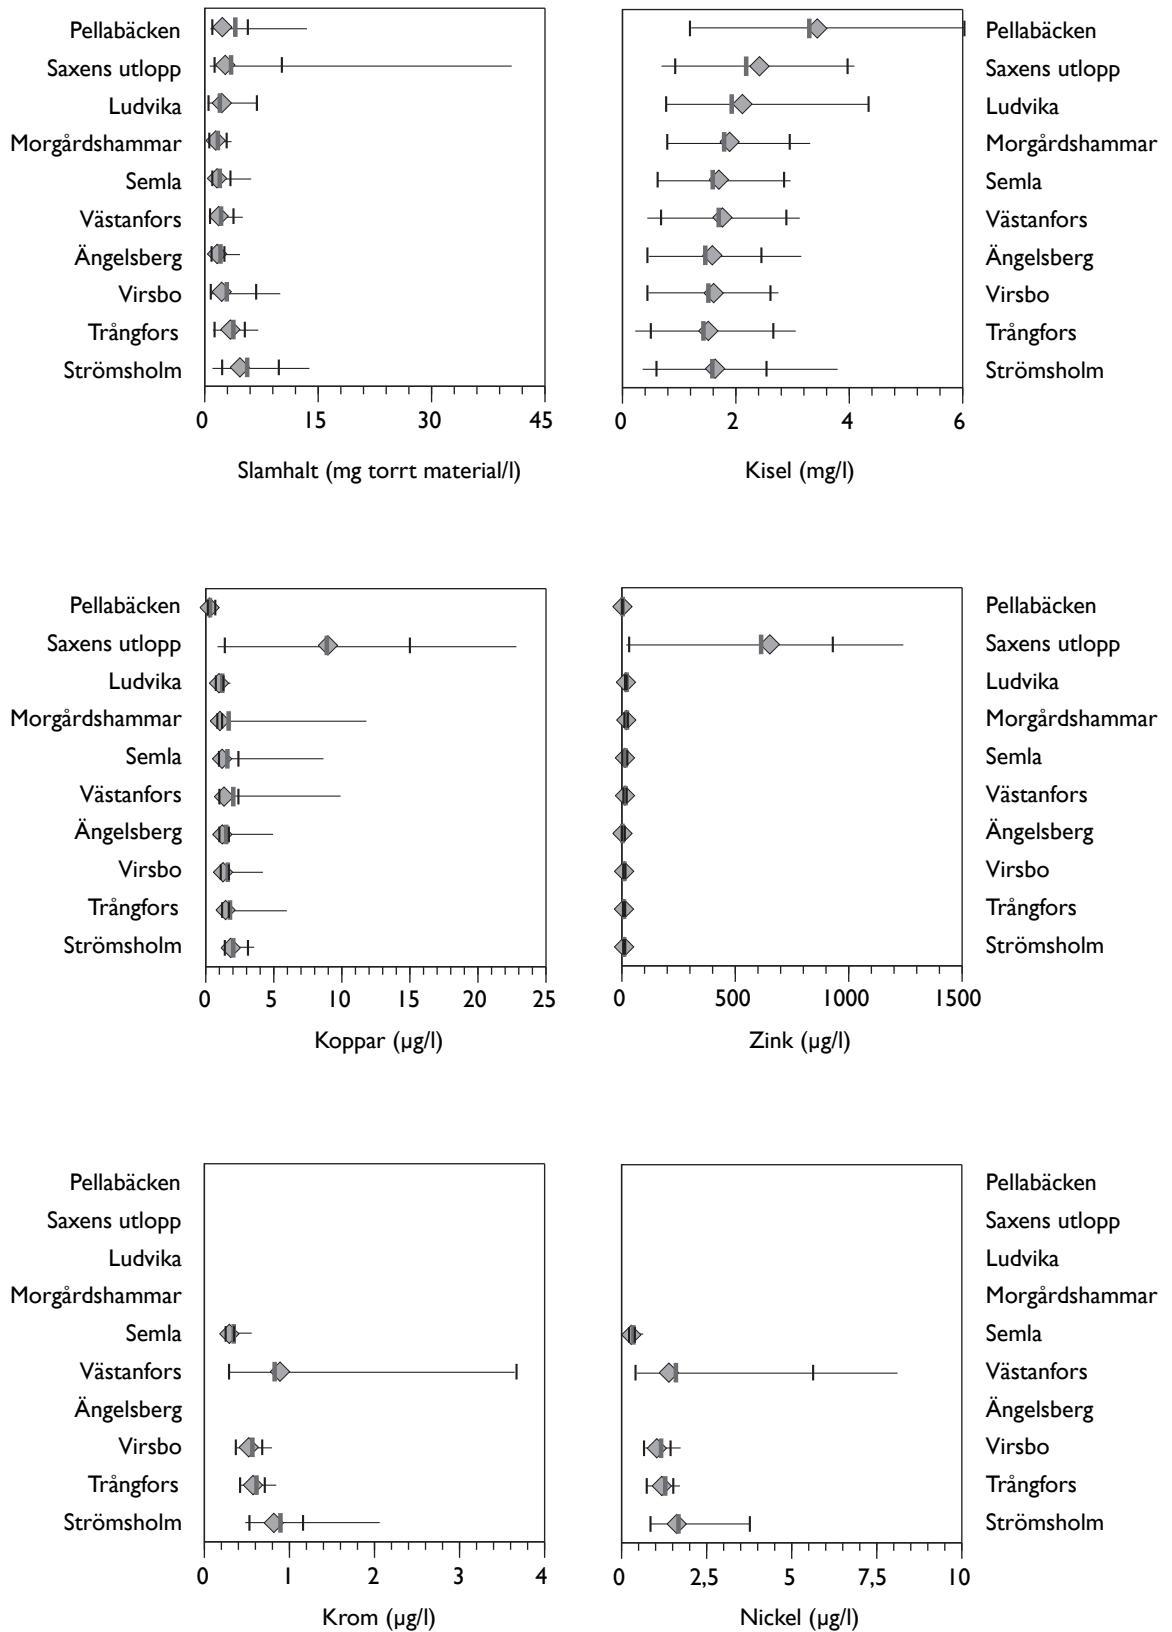 Pellabäcken
Saxens utlopp
Ludvika
Morgårdshammar
Semla
Västanfors
Ängelsberg
Virsbo
Trångfors
Strömsholm
0 15 30 45
Slamhalt (mg torrt material/l)
Pellabäcken
Saxens utlopp
Ludvika
Morgårdshammar
Semla
Västanfors
Ängelsberg
Virsbo
Trångfors
Strömsholm
0 2 4 6
Kisel (mg/l)
Pellabäcken
Saxens utlopp
Ludvika
Morgårdshammar
Semla
Västanfors
Ängelsberg
Virsbo
Trångfors
Strömsholm
0 5 10 15 20 25
Koppar (µg/l)
Pellabäcken
Saxens utlopp
Ludvika
Morgårdshammar
Semla
Västanfors
Ängelsberg
Virsbo
Trångfors
Strömsholm
0 500 1000 1500
Zink (µg/l)
Pellabäcken
Saxens utlopp
Ludvika
Morgårdshammar
Semla
Västanfors
Ängelsberg
Virsbo
Trångfors
Strömsholm
0 1 2 3 4
Krom (µg/l)
Pellabäcken
Saxens utlopp
Ludvika
Morgårdshammar
Semla
Västanfors
Ängelsberg
Virsbo
Trångfors
Strömsholm
0 2,5 5 7,5 10
Nickel (µg/l)